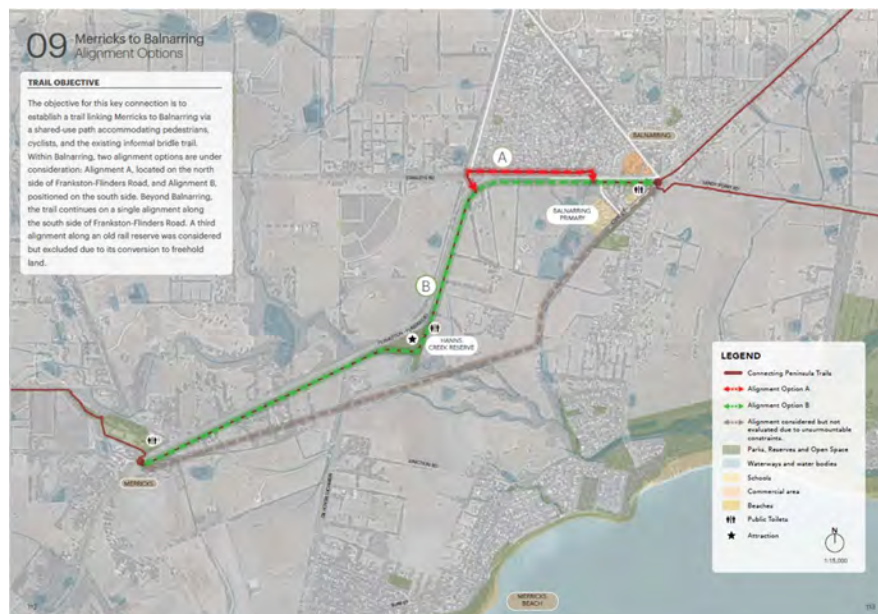 09 Merricks to Balnarring
Alignment Options
TRAIL OBJECTIVE
The objective for this key connection is to
establish a trail linking Merricks to Balnarring via
a shared-use path accommodating pedestrians,
cyclists, and the existing informal bridle trail.
Within Balnarring, two alignment options are under
consideration: Alignment A, located on the north
side of Frankston-Flinders Road, and Alignment B,
positioned on the south side. Beyond Balnarring,
the trail continues on a single alignment along
the south side of Frankston-Flinders Road. A third
alignment along an old rail reserve was considered
but excluded due to its conversion to freehold
land.
A
BALNARRING
BALNARRING
PRIMARY
B
HANNS
CREEK RESERVE
MERRICKS
JUNCTION RD
MERRICKS
BEACH
LEGEND
Connecting Peninsula Trails
Alignment Option A
Alignment Option B
Alignment considered but not
evaluated due to unsurmountable
constraints.
Parks, Reserves and Open Space
Waterways and water bodies
Schools
Commercial area
Beaches
Public Toilets
Attraction
N
1:15,000